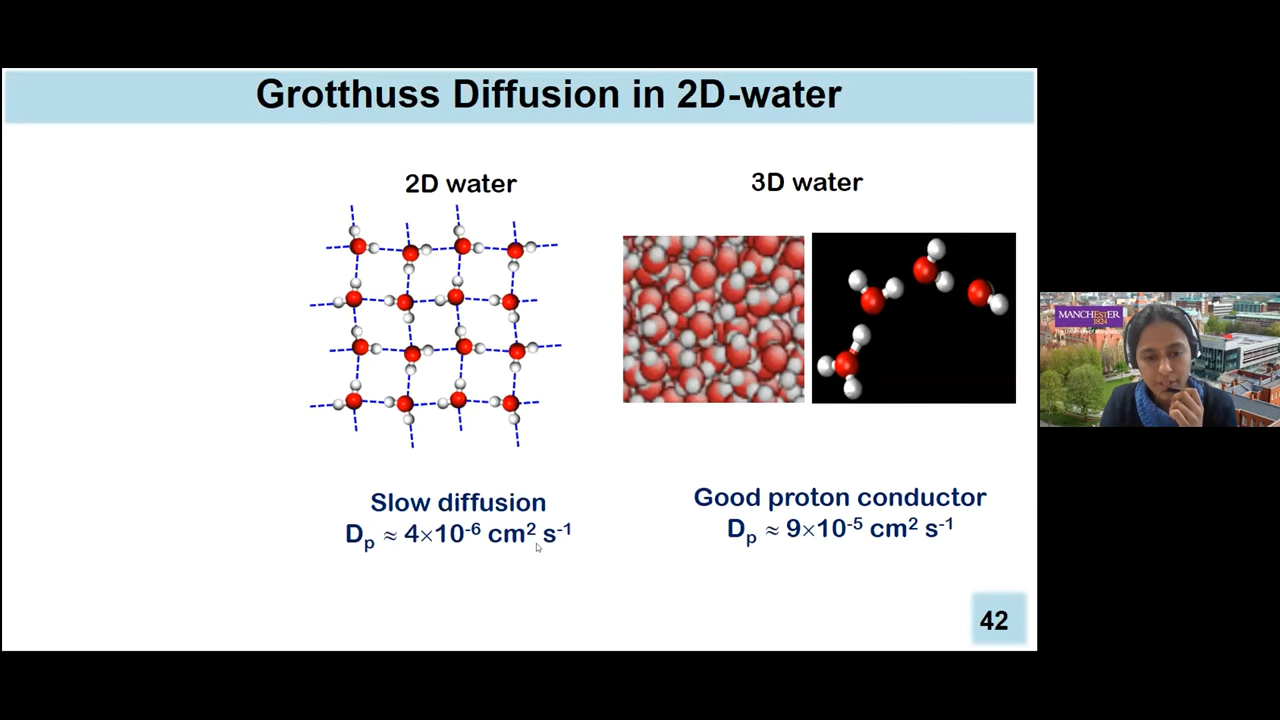 Grotthuss Diffusion in 2D-water
2D water
3D water
Slow diffusion
Dₚ ≈ 4×10⁻⁶ cm² s⁻¹
Good proton conductor
Dₚ ≈ 9×10⁻⁵ cm² s⁻¹
42
MANCHESTER
1824